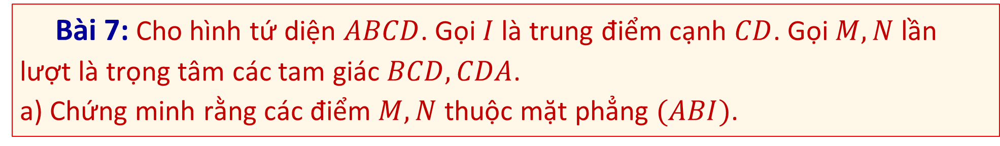 Bài 7: Cho hình tứ diện ABCD. Gọi I là trung điểm cạnh CD. Gọi M, N lần
lượt là trọng tâm các tam giác BCD, CDA.
a) Chứng minh rằng các điểm M, N thuộc mặt phẳng (ABI).